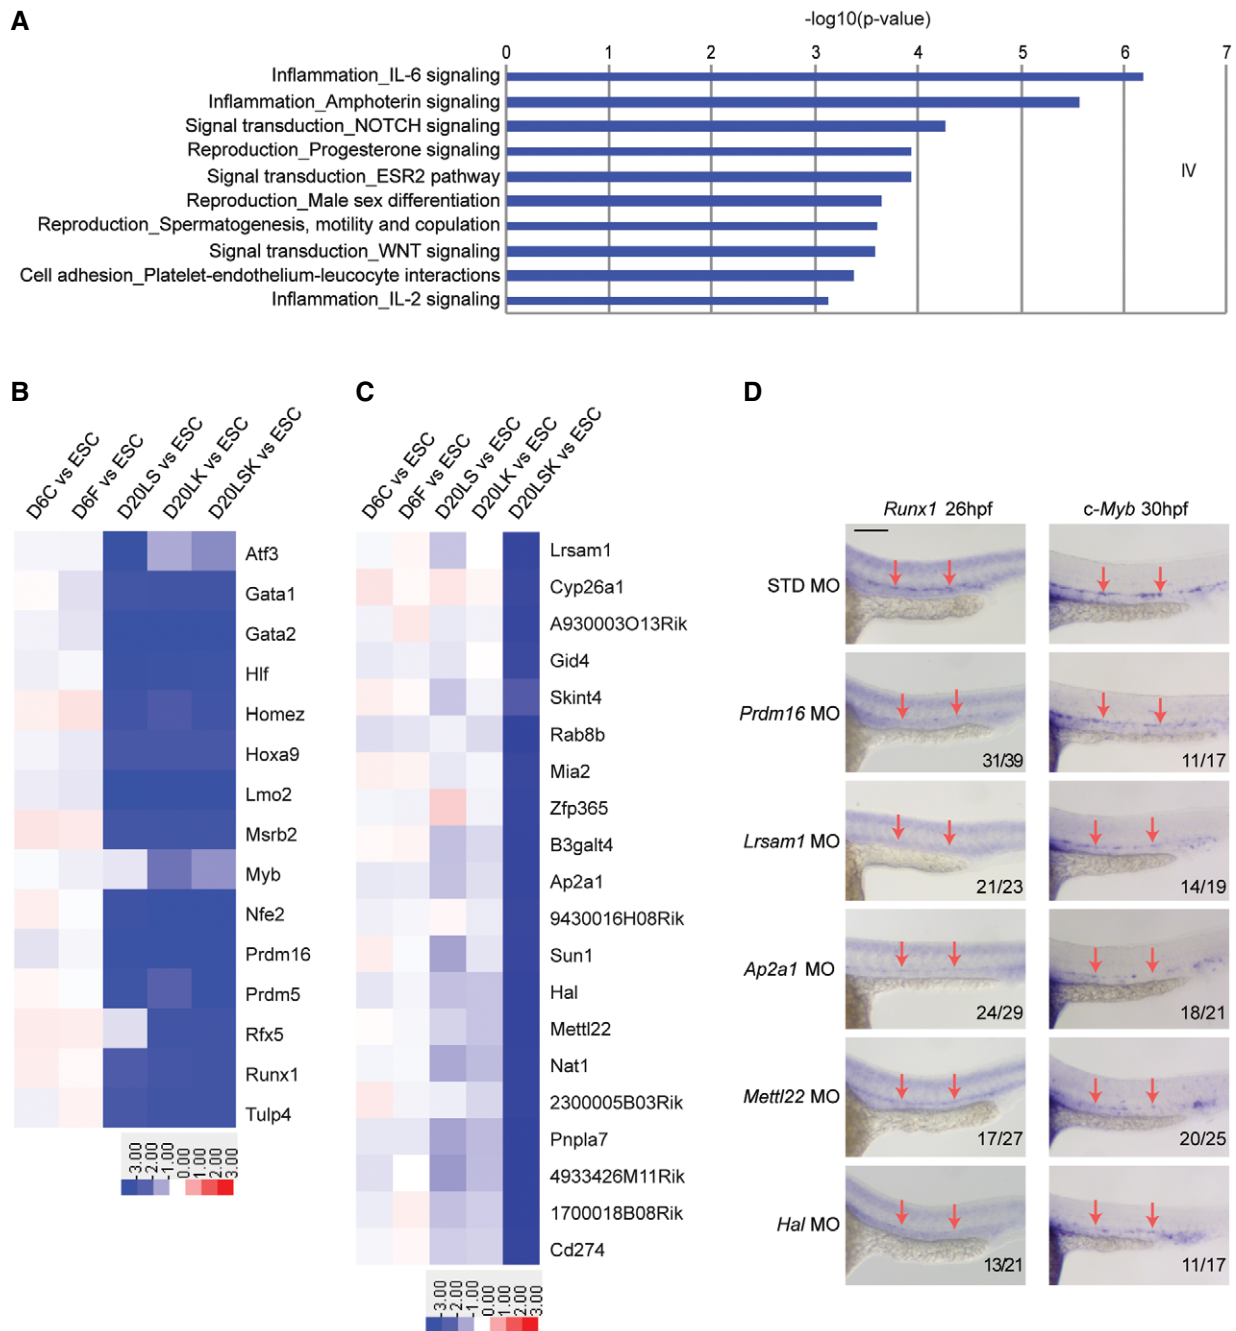 A
-log10(p-value)
0 1 2 3 4 5 6 7
Inflammation_IL-6 signaling
Inflammation_Amphoterin signaling
Signal transduction_NOTCH signaling
Reproduction_Progesterone signaling
Signal transduction_ESR2 pathway
Reproduction_Male sex differentiation
Reproduction_Spermatogenesis, motility and copulation
Signal transduction_WNT signaling
Cell adhesion_Platelet-endothelium-leucocyte interactions
Inflammation_IL-2 signaling
IV
B
D6C vs ESC
D6F vs ESC
D20LS vs ESC
D20LK vs ESC
D20LSK vs ESC
Atf3
Gata1
Gata2
Hlf
Homez
Hoxa9
Lmo2
Msrb2
Myb
Nfe2
Prdm16
Prdm5
Rfx5
Runx1
Tulp4
-3.00
-2.00
-1.00
0.00
1.00
2.00
3.00
C
D6C vs ESC
D6F vs ESC
D20LS vs ESC
D20LK vs ESC
D20LSK vs ESC
Lrsam1
Cyp26a1
A930003O13Rik
Gid4
Skint4
Rab8b
Mia2
Zfp365
B3galt4
Ap2a1
9430016H08Rik
Sun1
Hal
Mettl22
Nat1
2300005B03Rik
Pnpla7
4933426M11Rik
1700018B08Rik
Cd274
-3.00
-2.00
-1.00
0.00
1.00
2.00
3.00
D
Runx1 26hpf
c-Myb 30hpf
STD MO
Prdm16 MO
31/39
11/17
Lrsam1 MO
21/23
14/19
Ap2a1 MO
24/29
18/21
Mettl22 MO
17/27
20/25
Hal MO
13/21
11/17